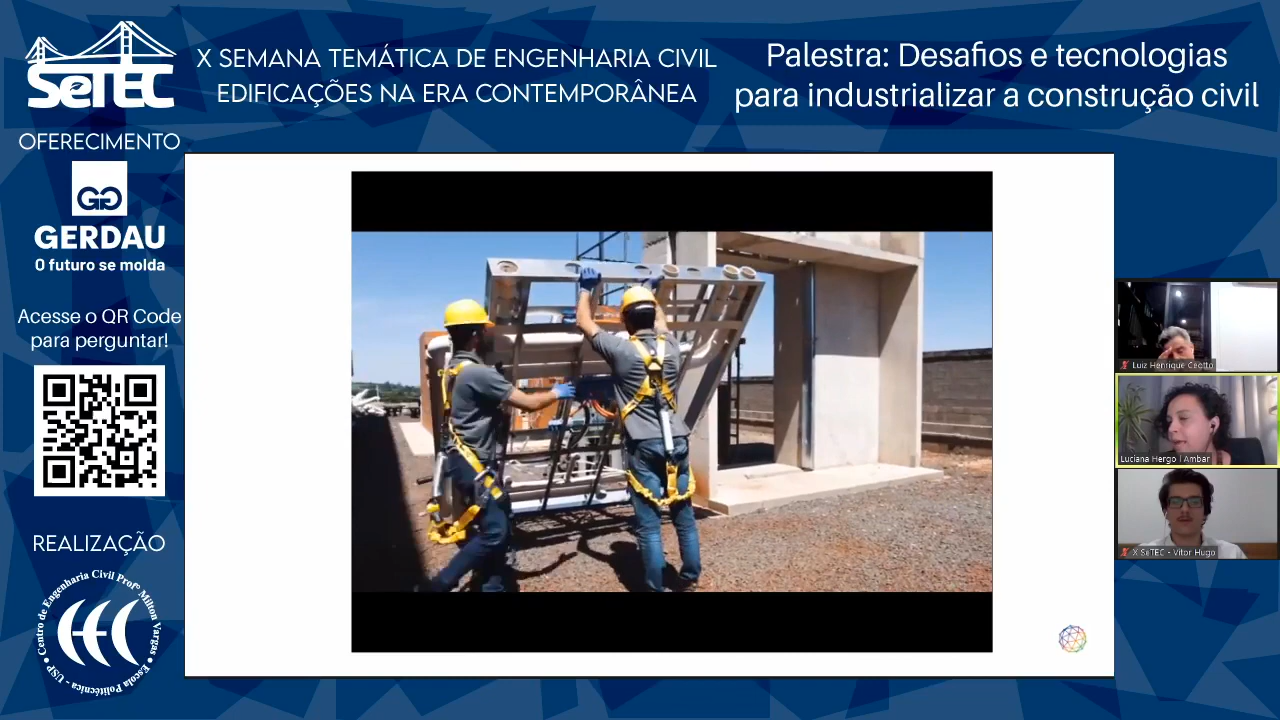 SeTEC
X SEMANA TEMÁTICA DE ENGENHARIA CIVIL
EDIFICAÇÕES NA ERA CONTEMPORÂNEA
Palestra: Desafios e tecnologias
para industrializar a construção civil
OFERECIMENTO
GERDAU
O futuro se molda
Acesse o QR Code
para perguntar!
REALIZAÇÃO
Centro de Engenharia Civil Profº Milton Vargas • Escola Politécnica - USP •
CEC
Luiz Henrique Ceotto
Luciana
Ambar
X SeTEC - Vitor Hugo